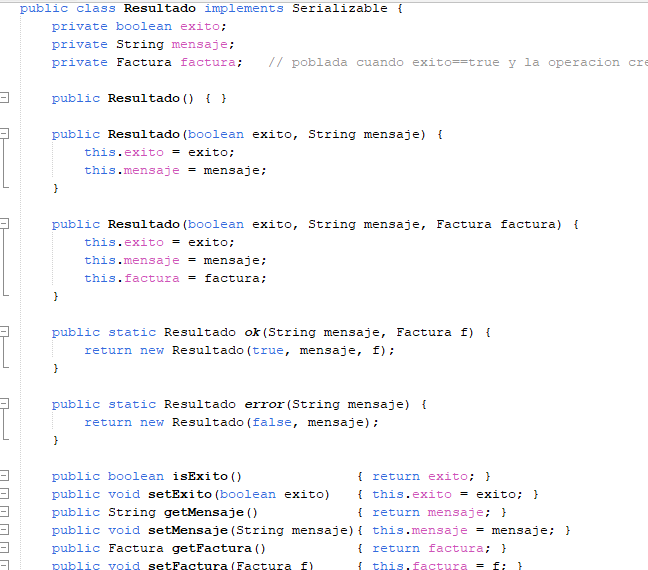 public class Resultado implements Serializable {
    private boolean exito;
    private String mensaje;
    private Factura factura;   // poblada cuando exito==true y la operacion cre

    public Resultado() { }

    public Resultado(boolean exito, String mensaje) {
        this.exito = exito;
        this.mensaje = mensaje;
    }

    public Resultado(boolean exito, String mensaje, Factura factura) {
        this.exito = exito;
        this.mensaje = mensaje;
        this.factura = factura;
    }

    public static Resultado ok(String mensaje, Factura f) {
        return new Resultado(true, mensaje, f);
    }

    public static Resultado error(String mensaje) {
        return new Resultado(false, mensaje);
    }

    public boolean isExito()              { return exito; }
    public void setExito(boolean exito)   { this.exito = exito; }
    public String getMensaje()            { return mensaje; }
    public void setMensaje(String mensaje){ this.mensaje = mensaje; }
    public Factura getFactura()           { return factura; }
    public void setFactura(Factura f)     { this.factura = f; }